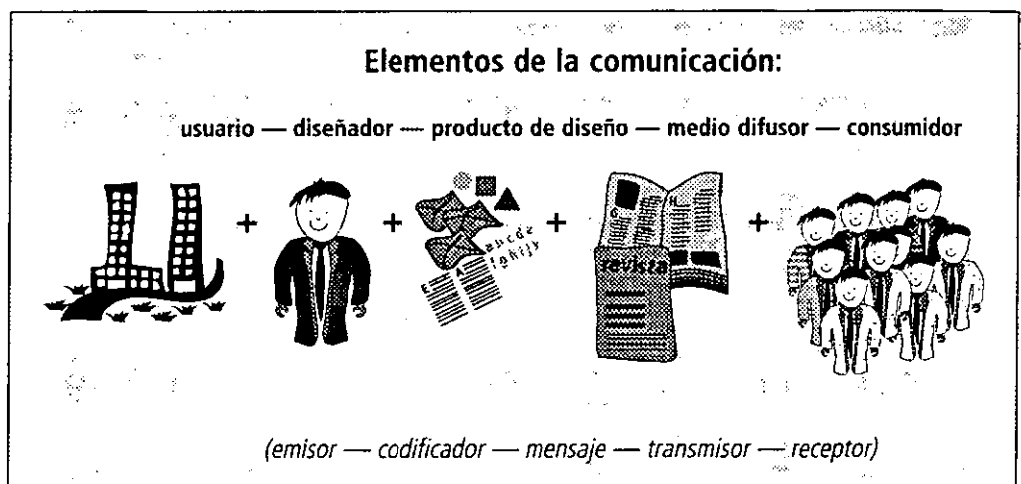 Elementos de la comunicación:
usuario — diseñador — producto de diseño — medio difusor — consumidor
+ + + +
a b c d e
f g h i j
revista
(emisor — codificador — mensaje — transmisor — receptor)